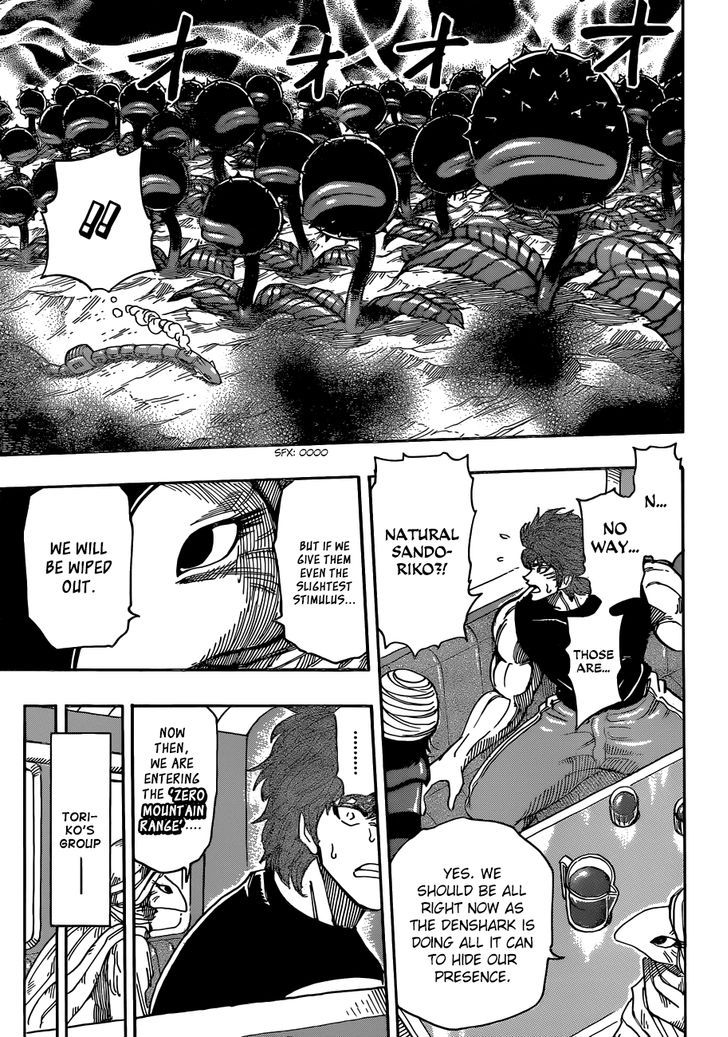 オオオオ
!!
SFX: OOOO
N...
NO
WAY...
THOSE
ARE...
NATURAL
SANDO-
RIKO?!
BUT IF WE
GIVE THEM
EVEN THE
SLIGHTEST
STIMULUS...
WE WILL
BE WIPED
OUT.
YES. WE
SHOULD BE ALL
RIGHT NOW AS
THE DENSHARK IS
DOING ALL IT CAN
TO HIDE OUR
PRESENCE.
........
NOW
THEN,
WE ARE
ENTERING
THE 'ZERO
MOUNTAIN
RANGE'....
TORI-
KO'S
GROUP